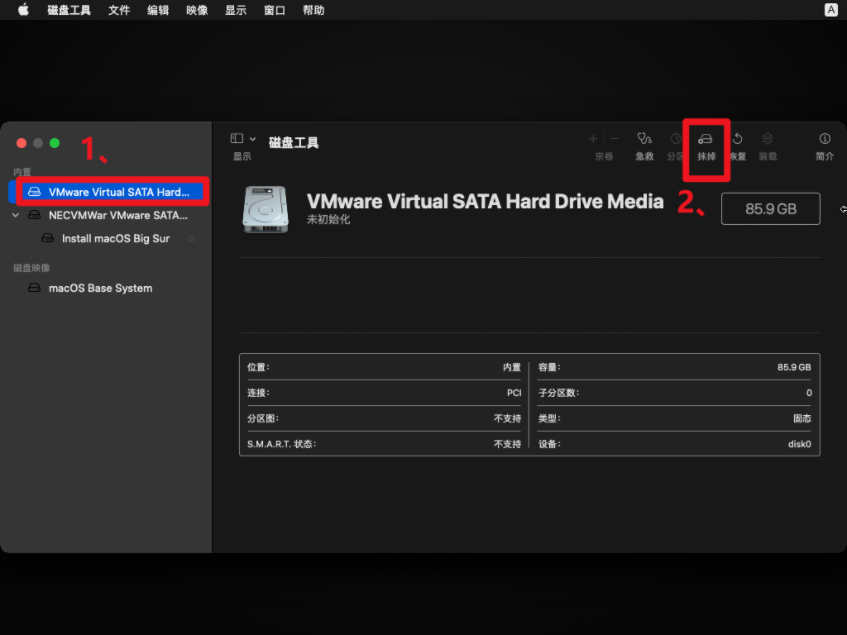 磁盘工具 文件 编辑 映像 显示 窗口 帮助 A
1、
磁盘工具
显示
宗卷 急救 分区 抹掉 恢复 装载 简介
内置
VMware Virtual SATA Hard...
NECVMWar VMware SATA...
Install macOS Big Sur
磁盘映像
macOS Base System
VMware Virtual SATA Hard Drive Media
未初始化
2、
85.9 GB
位置: 内置 容量: 85.9 GB
连接: PCI 子分区数: 0
分区图: 不支持 类型: 固态
S.M.A.R.T. 状态: 不支持 设备: disk0